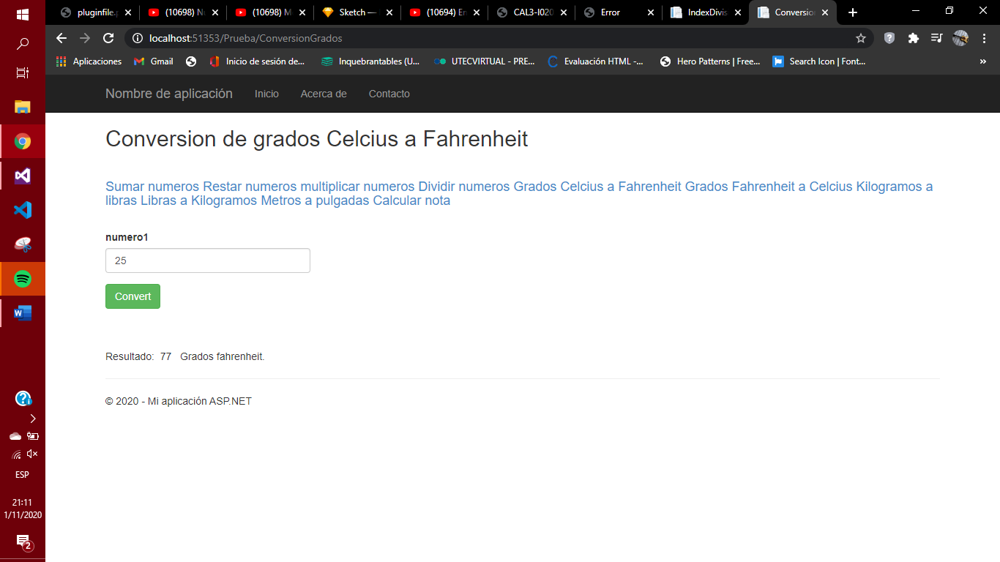 pluginfile.p
(10698) N
(10698) M
Sketch —
(10694) E
CAL3-I020
Error
IndexDivis
Conversio
localhost:51353/Prueba/ConversionGrados
Aplicaciones
Gmail
Inicio de sesión de...
Inquebrantables (U...
UTECVIRTUAL - PRE...
Evaluación HTML -...
Hero Patterns | Free...
Search Icon | Font...
»
Nombre de aplicación
Inicio
Acerca de
Contacto
Conversion de grados Celcius a Fahrenheit
Sumar numeros Restar numeros multiplicar numeros Dividir numeros Grados Celcius a Fahrenheit Grados Fahrenheit a Celcius Kilogramos a
libras Libras a Kilogramos Metros a pulgadas Calcular nota
numero1
25
Convert
Resultado: 77 Grados fahrenheit.
© 2020 - Mi aplicación ASP.NET
ESP
21:11
1/11/2020
2